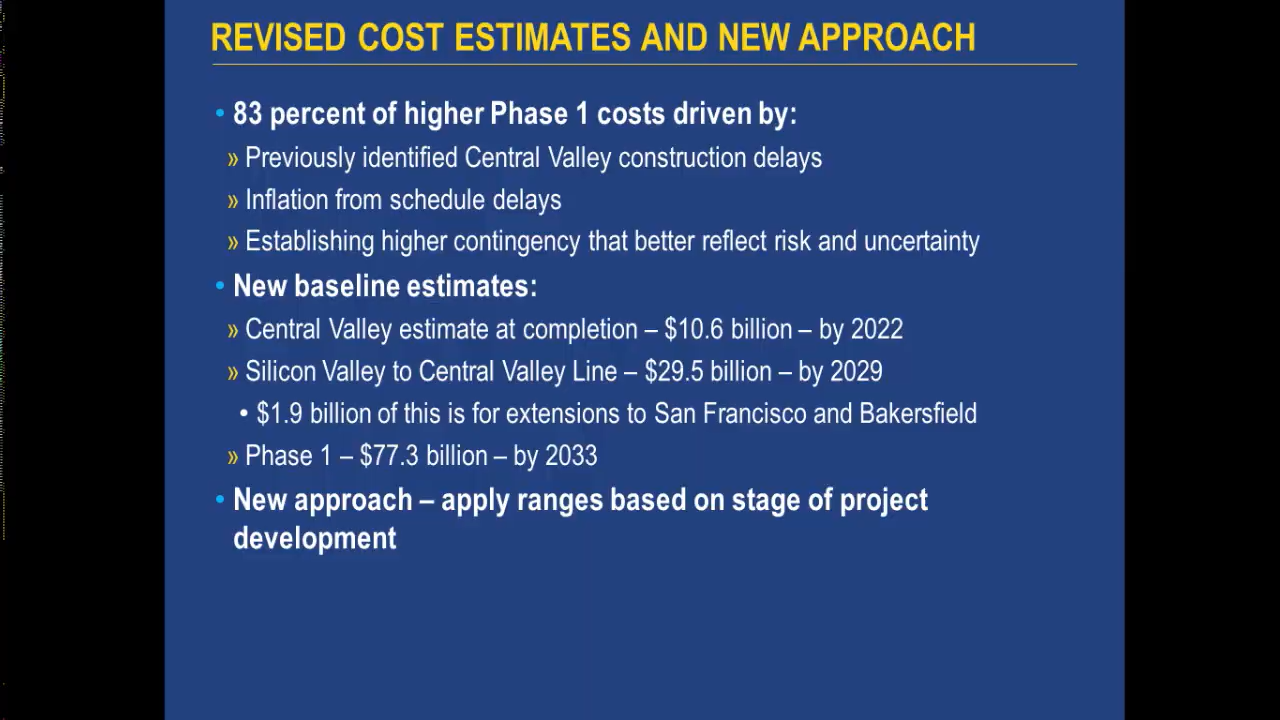 REVISED COST ESTIMATES AND NEW APPROACH
• 83 percent of higher Phase 1 costs driven by:
» Previously identified Central Valley construction delays
» Inflation from schedule delays
» Establishing higher contingency that better reflect risk and uncertainty
• New baseline estimates:
» Central Valley estimate at completion – $10.6 billion – by 2022
» Silicon Valley to Central Valley Line – $29.5 billion – by 2029
• $1.9 billion of this is for extensions to San Francisco and Bakersfield
» Phase 1 – $77.3 billion – by 2033
• New approach – apply ranges based on stage of project
development